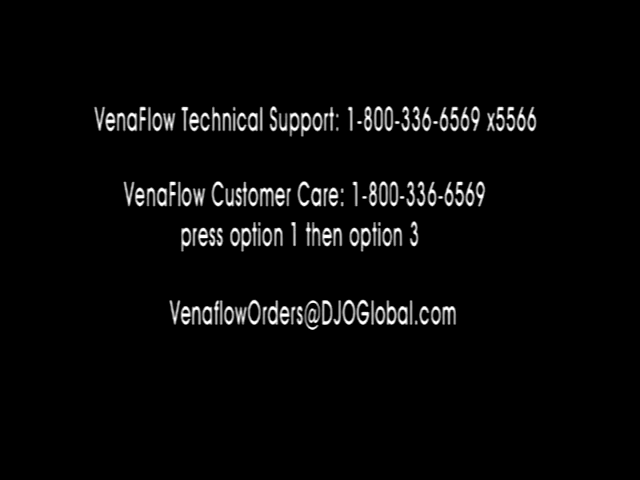 VenaFlow Technical Support: 1-800-336-6569 x5566
VenaFlow Customer Care: 1-800-336-6569
press option 1 then option 3
VenaflowOrders@DJOGlobal.com